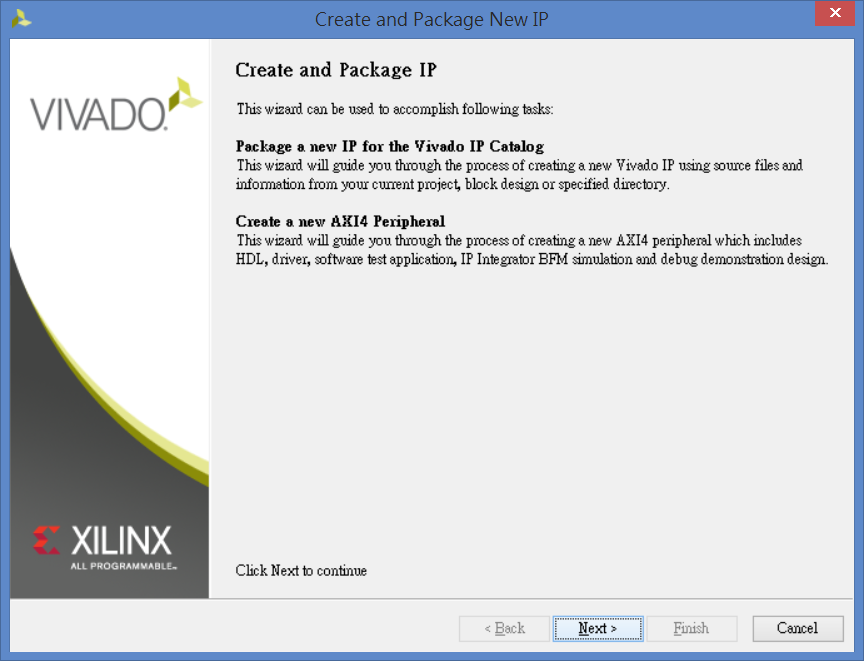 Create and Package New IP
VIVADO.
Create and Package IP
This wizard can be used to accomplish following tasks:
Package a new IP for the Vivado IP Catalog
This wizard will guide you through the process of creating a new Vivado IP using source files and
information from your current project, block design or specified directory.
Create a new AXI4 Peripheral
This wizard will guide you through the process of creating a new AXI4 peripheral which includes
HDL, driver, software test application, IP Integrator BFM simulation and debug demonstration design.
XILINX
ALL PROGRAMMABLE™
Click Next to continue
< Back
Next >
Finish
Cancel